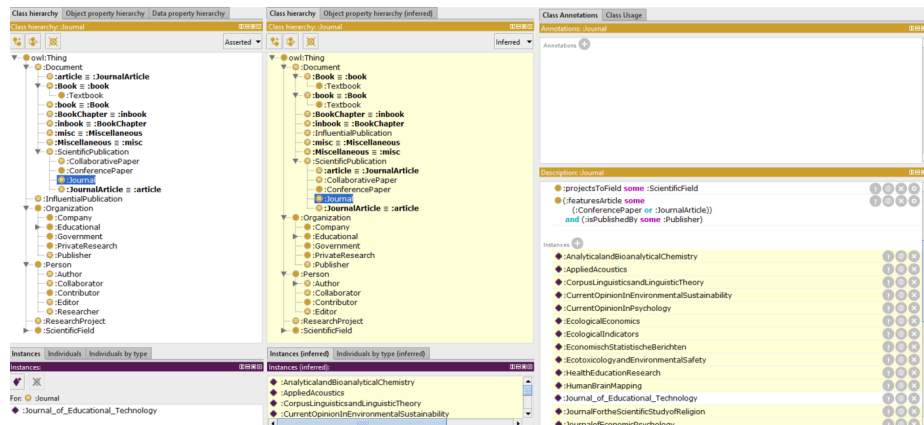 Class hierarchy Object property hierarchy Data property hierarchy
Class hierarchy: :Journal
Asserted
owl:Thing
:Document
:article ≡ :JournalArticle
:Book ≡ :book
:Textbook
:book ≡ :Book
:BookChapter ≡ :inbook
:inbook ≡ :BookChapter
:misc ≡ :Miscellaneous
:Miscellaneous ≡ :misc
:ScientificPublication
:CollaborativePaper
:ConferencePaper
:Journal
:JournalArticle ≡ :article
:InfluentialPublication
:Organization
:Company
:Educational
:Government
:PrivateResearch
:Publisher
:Person
:Author
:Collaborator
:Contributor
:Editor
:Researcher
:ResearchProject
:ScientificField
Instances Individuals Individuals by type
Instances:
For: :Journal
:Journal_of_Educational_Technology
Class hierarchy Object property hierarchy (inferred)
Class hierarchy: :Journal
Inferred
owl:Thing
:Document
:Book ≡ :book
:Textbook
:book ≡ :Book
:Textbook
:BookChapter ≡ :inbook
:inbook ≡ :BookChapter
:InfluentialPublication
:misc ≡ :Miscellaneous
:Miscellaneous ≡ :misc
:ScientificPublication
:article ≡ :JournalArticle
:CollaborativePaper
:ConferencePaper
:Journal
:JournalArticle ≡ :article
:Organization
:Company
:Educational
:Government
:PrivateResearch
:Publisher
:Person
:Author
:Collaborator
:Contributor
:Editor
:ResearchProject
:ScientificField
Instances (inferred) Individuals by type (inferred)
Instances (inferred):
:AnalyticalandBioanalyticalChemistry
:AppliedAcoustics
:CorpusLinguisticsandLinguisticTheory
:CurrentOpinionInEnvironmentalSustainability
Class Annotations Class Usage
Annotations: :Journal
Annotations
Description: :Journal
:projectsToField some :ScientificField
(:featuresArticle some
(:ConferencePaper or :JournalArticle))
and (:isPublishedBy some :Publisher)
Instances
:AnalyticalandBioanalyticalChemistry
:AppliedAcoustics
:CorpusLinguisticsandLinguisticTheory
:CurrentOpinionInEnvironmentalSustainability
:CurrentOpinionInPsychology
:EcologicalEconomics
:EcologicalIndicators
:EconomischStatistischeBerichten
:EcotoxicologyandEnvironmentalSafety
:HealthEducationResearch
:HumanBrainMapping
:Journal_of_Educational_Technology
:JournalFortheScientificStudyofReligion
:JournalofEconomicPsychology